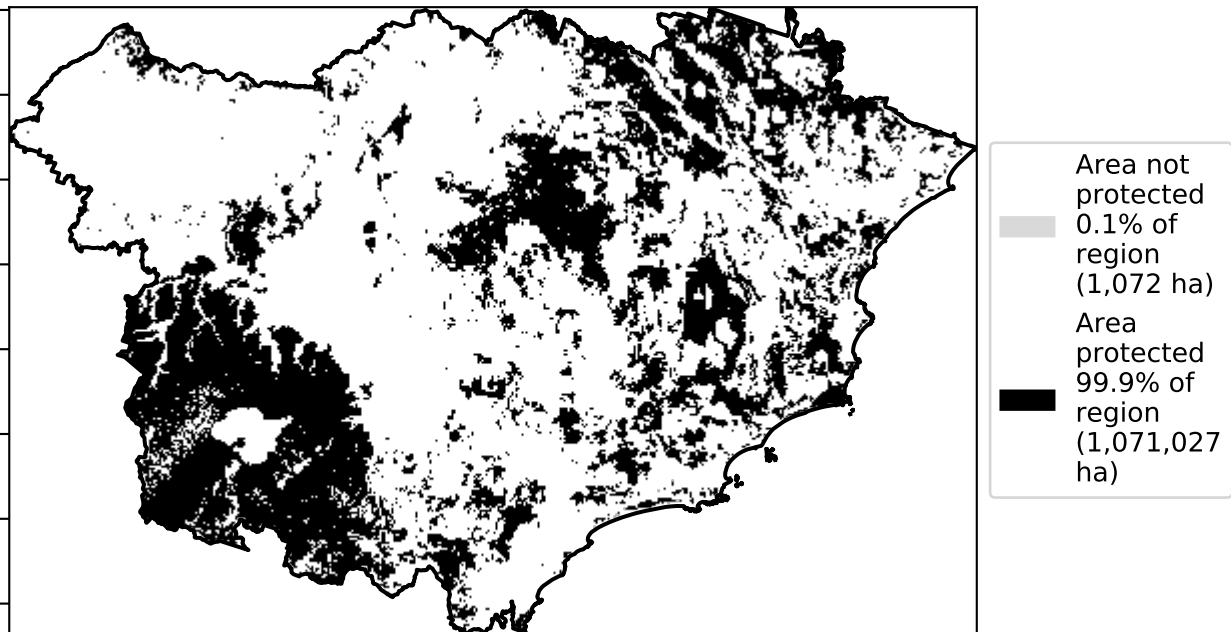 Area not
protected
0.1% of
region
(1,072 ha)
Area
protected
99.9% of
region
(1,071,027
ha)